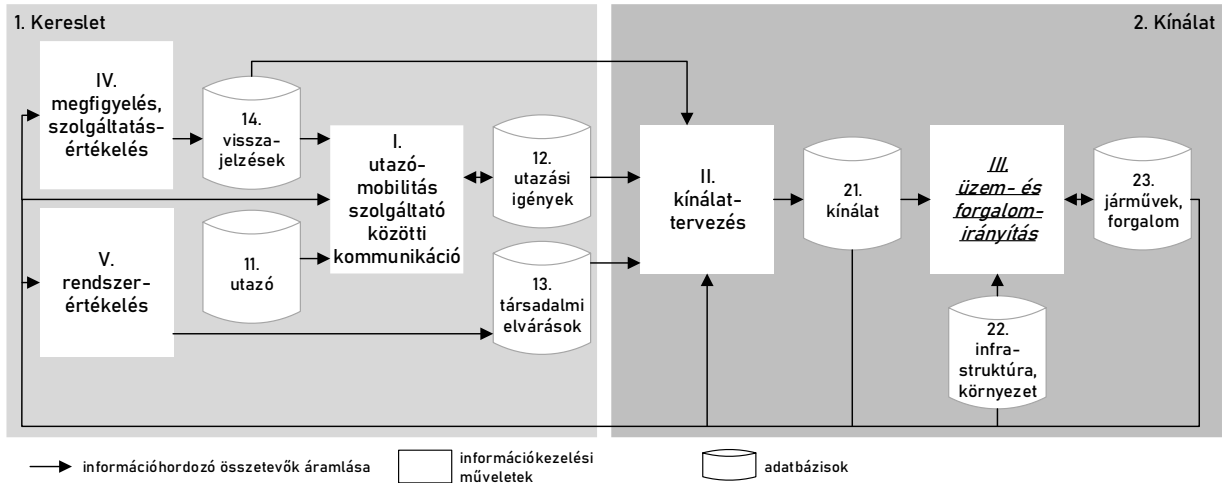 1. Kereslet
IV.
megfigyelés,
szolgáltatás-
értékelés
14.
vissza-
jelzések
V.
rendszer-
értékelés
11.
utazó
I.
utazó-
mobilitás
szolgáltató
közötti
kommunikáció
12.
utazási
igények
13.
társadalmi
elvárások
2. Kínálat
II.
kínálat-
tervezés
21.
kínálat
III.
üzem- és
forgalom-
irányítás
23.
járművek,
forgalom
22.
infra-
struktúra,
környezet
információhordozó összetevők áramlása
információkezelési
műveletek
adatbázisok